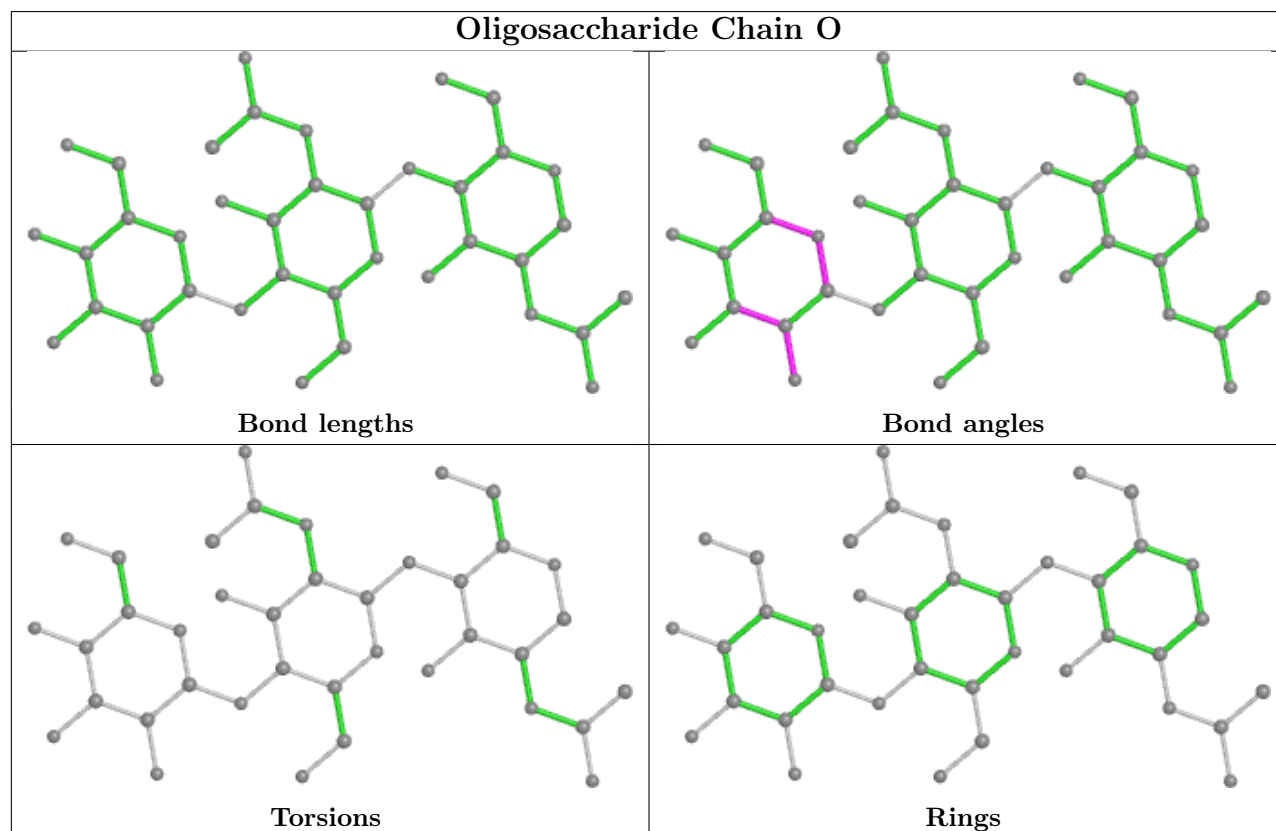 Oligosaccharide Chain O
Bond lengths
Bond angles
Torsions
Rings